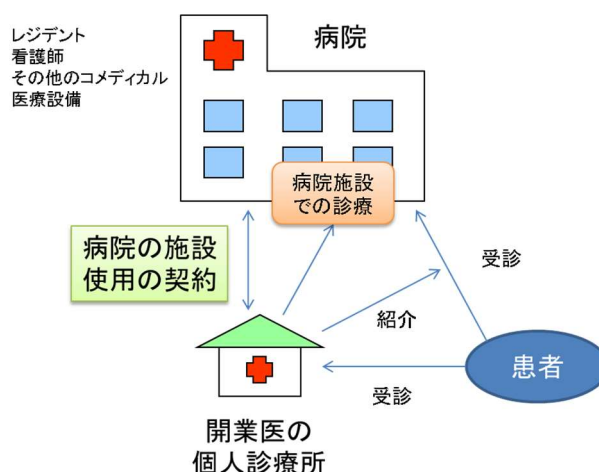 病院
レジデント
看護師
その他のコメディカル
医療設備
病院施設
での診療
病院の施設
使用の契約
受診
紹介
患者
受診
開業医の
個人診療所